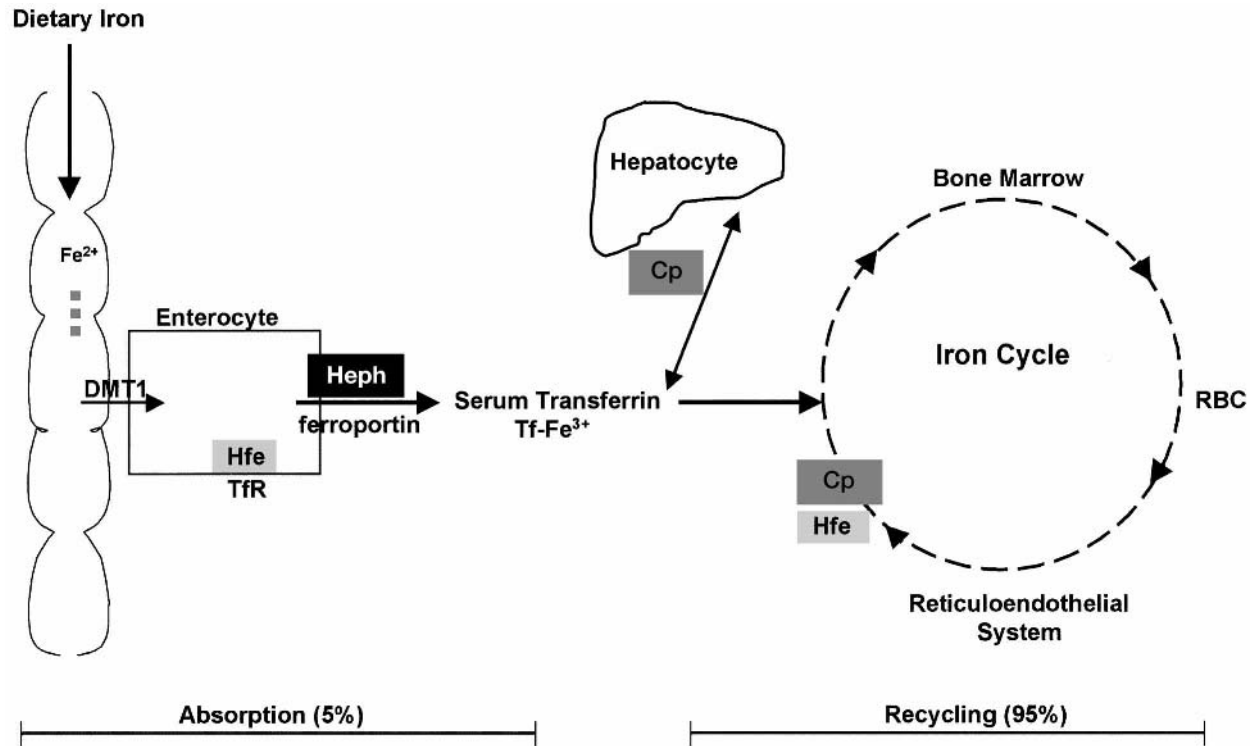 Dietary Iron
Fe²⁺
DMT1
Enterocyte
Heph
ferroportin
Hfe
TfR
Serum Transferrin
Tf-Fe³⁺
Hepatocyte
Cp
Bone Marrow
Iron Cycle
RBC
Cp
Hfe
Reticuloendothelial
System
Absorption (5%)
Recycling (95%)